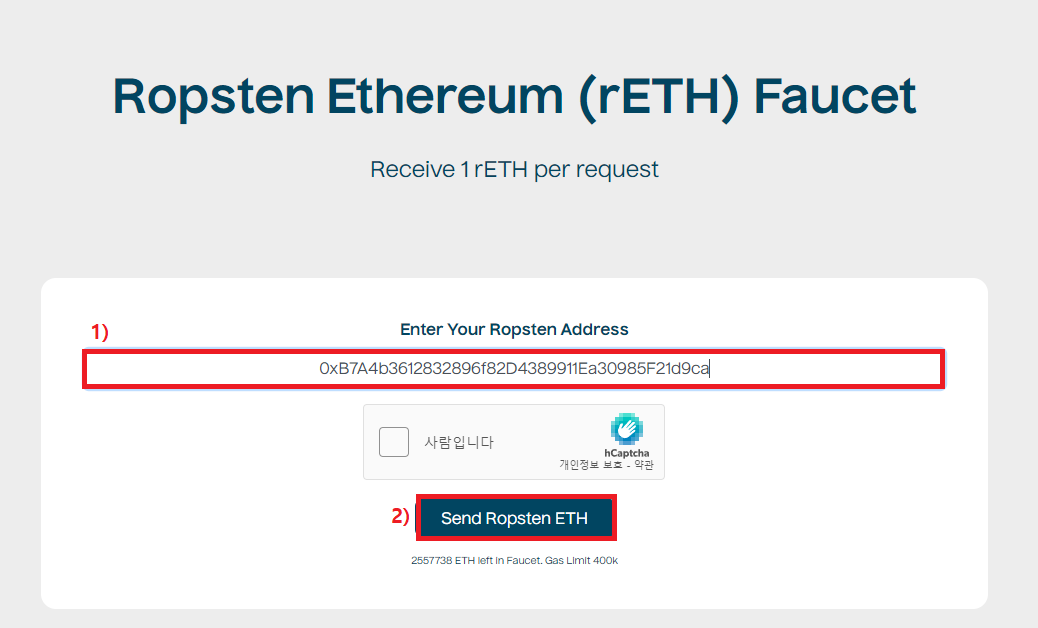 Ropsten Ethereum (rETH) Faucet
Receive 1 rETH per request
1)
Enter Your Ropsten Address
0xB7A4b3612832896f82D4389911Ea30985F21d9ca
사람입니다
hCaptcha
개인정보 보호 - 약관
2)
Send Ropsten ETH
2557738 ETH left in Faucet. Gas Limit 400k